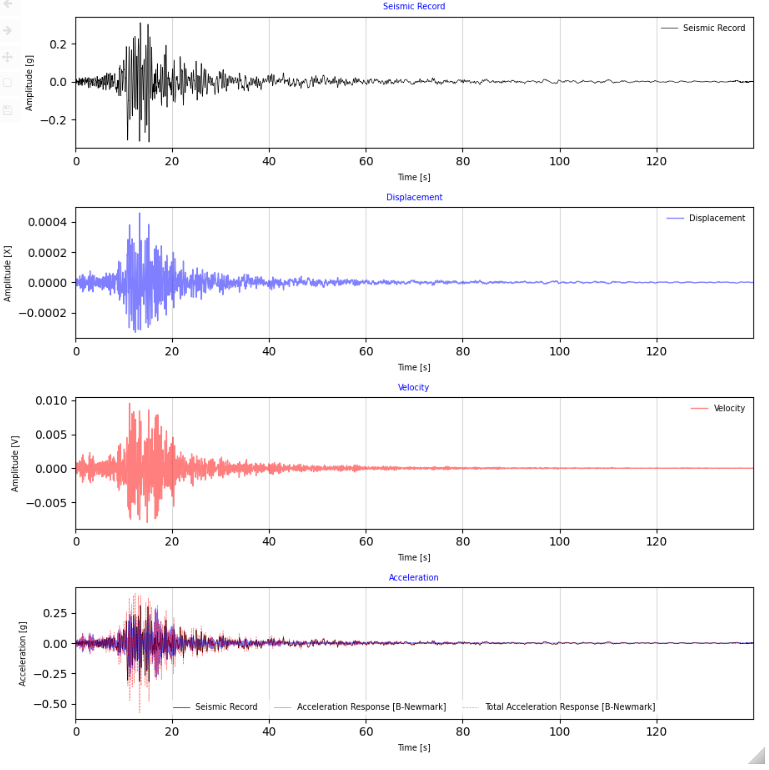 Seismic Record
Amplitude [g]
0.2
0.0
−0.2
Seismic Record
0 20 40 60 80 100 120
Time [s]
Displacement
Amplitude [X]
0.0004
0.0002
0.0000
−0.0002
Displacement
0 20 40 60 80 100 120
Time [s]
Velocity
Amplitude [V]
0.010
0.005
0.000
−0.005
Velocity
0 20 40 60 80 100 120
Time [s]
Acceleration
Acceleration [g]
0.25
0.00
−0.25
−0.50
Seismic Record Acceleration Response [B-Newmark] Total Acceleration Response [B-Newmark]
0 20 40 60 80 100 120
Time [s]